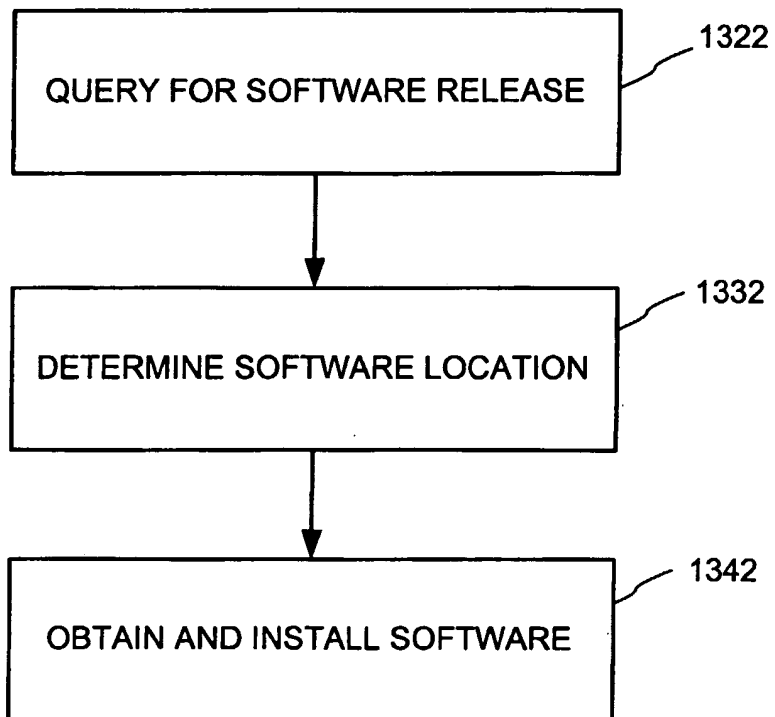 1322
QUERY FOR SOFTWARE RELEASE
1332
DETERMINE SOFTWARE LOCATION
1342
OBTAIN AND INSTALL SOFTWARE